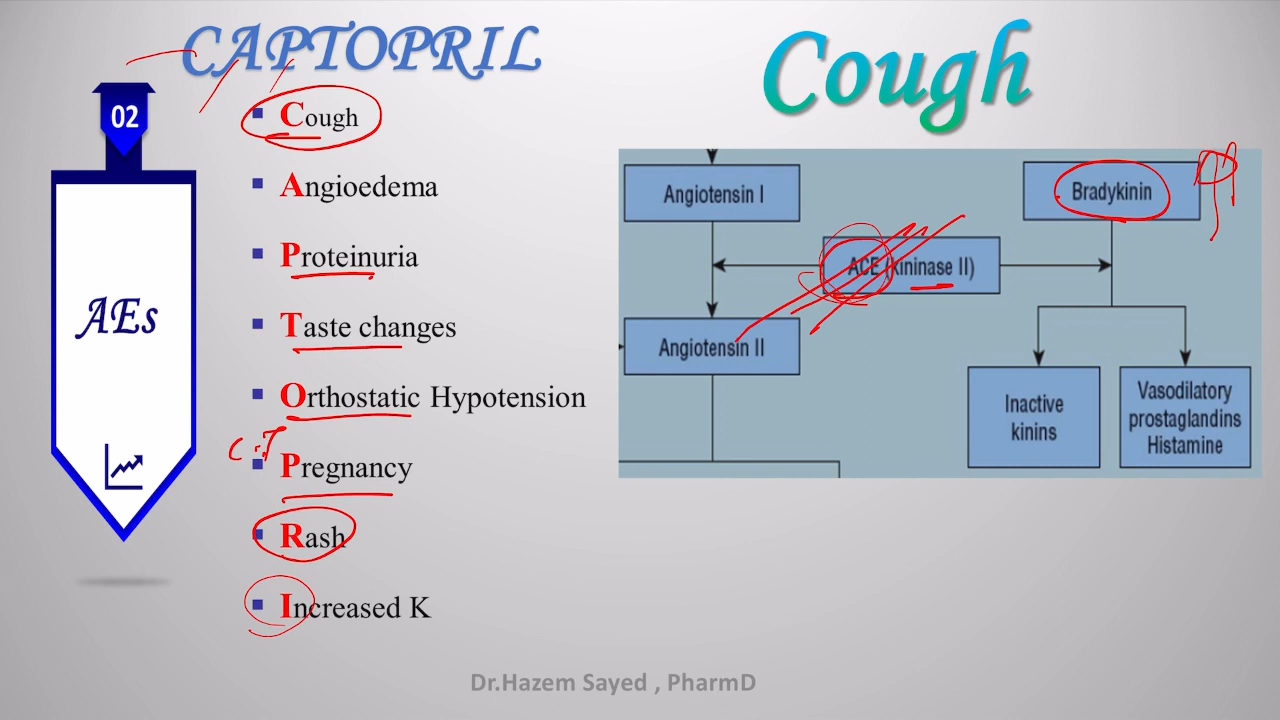 CAPTOPRIL
Cough
02
AEs
Cough
Angioedema
Proteinuria
Taste changes
Orthostatic Hypotension
C.I
Pregnancy
Rash
Increased K
Angiotensin I
Bradykinin
ACE (kininase II)
Angiotensin II
Inactive
kinins
Vasodilatory
prostaglandins
Histamine
Dr.Hazem Sayed , PharmD